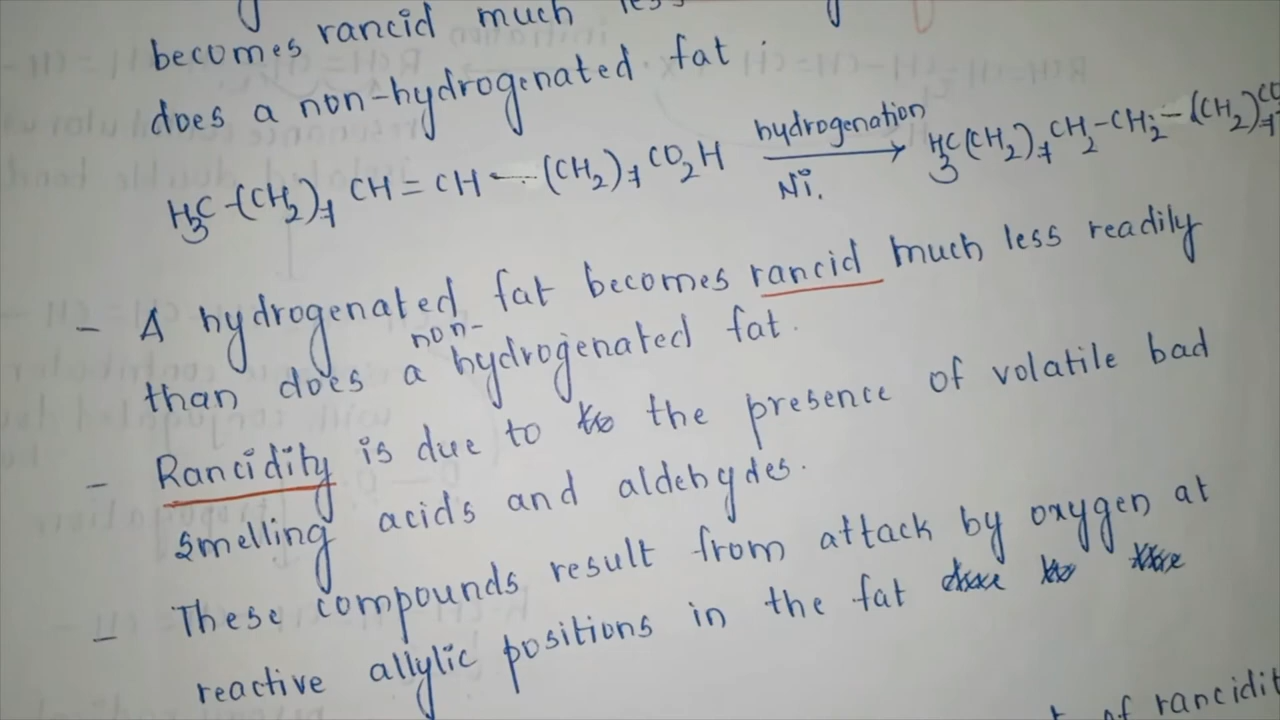 becomes rancid much less
does a non-hydrogenated fat.
H₃C-(CH₂)₇ CH = CH - (CH₂)₇ CO₂H hydrogenation → Ni. H₃C(CH₂)₇ CH₂-CH₂-(CH₂)₇
- A hydrogenated fat becomes rancid much less readily
than does a non-hydrogenated fat.
- Rancidity is due to the presence of volatile bad
smelling acids and aldehydes.
- These compounds result from attack by oxygen at
reactive allylic positions in the fat
of